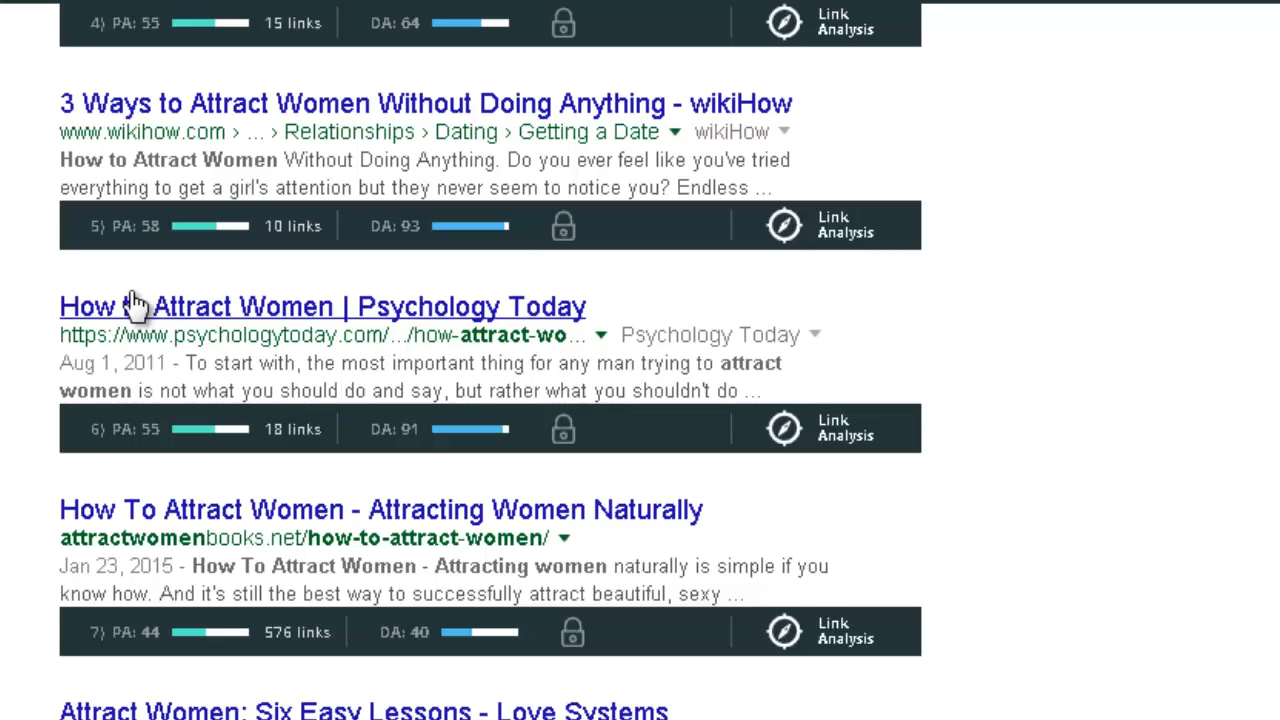 4) PA: 55 15 links DA: 64 Link Analysis
3 Ways to Attract Women Without Doing Anything - wikiHow
www.wikihow.com › ... › Relationships › Dating › Getting a Date ▼ wikiHow ▼
How to Attract Women Without Doing Anything. Do you ever feel like you've tried
everything to get a girl's attention but they never seem to notice you? Endless ...
5) PA: 58 10 links DA: 93 Link Analysis
How to Attract Women | Psychology Today
https://www.psychologytoday.com/.../how-attract-wo... ▼ Psychology Today ▼
Aug 1, 2011 - To start with, the most important thing for any man trying to attract
women is not what you should do and say, but rather what you shouldn't do ...
6) PA: 55 18 links DA: 91 Link Analysis
How To Attract Women - Attracting Women Naturally
attractwomenbooks.net/how-to-attract-women/ ▼
Jan 23, 2015 - How To Attract Women - Attracting women naturally is simple if you
know how. And it's still the best way to successfully attract beautiful, sexy ...
7) PA: 44 576 links DA: 40 Link Analysis
Attract Women: Six Easy Lessons - Love Systems